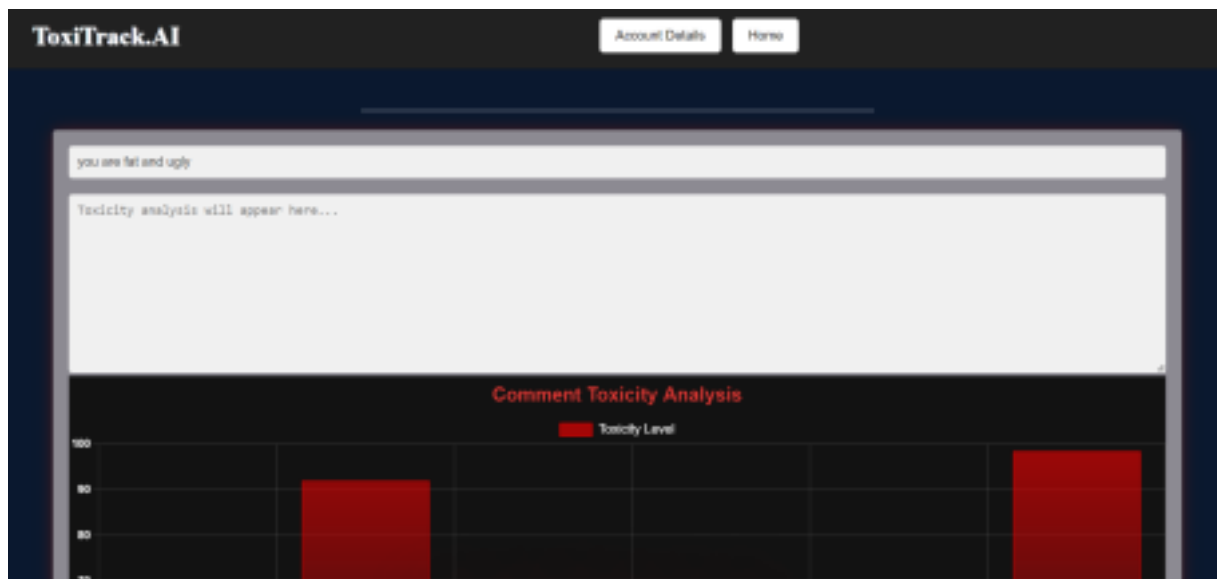 ToxiTrack.AI
Account Details
Home
you are fat and ugly
Toxicity analysis will appear here...
Comment Toxicity Analysis
Toxicity Level
100
90
80